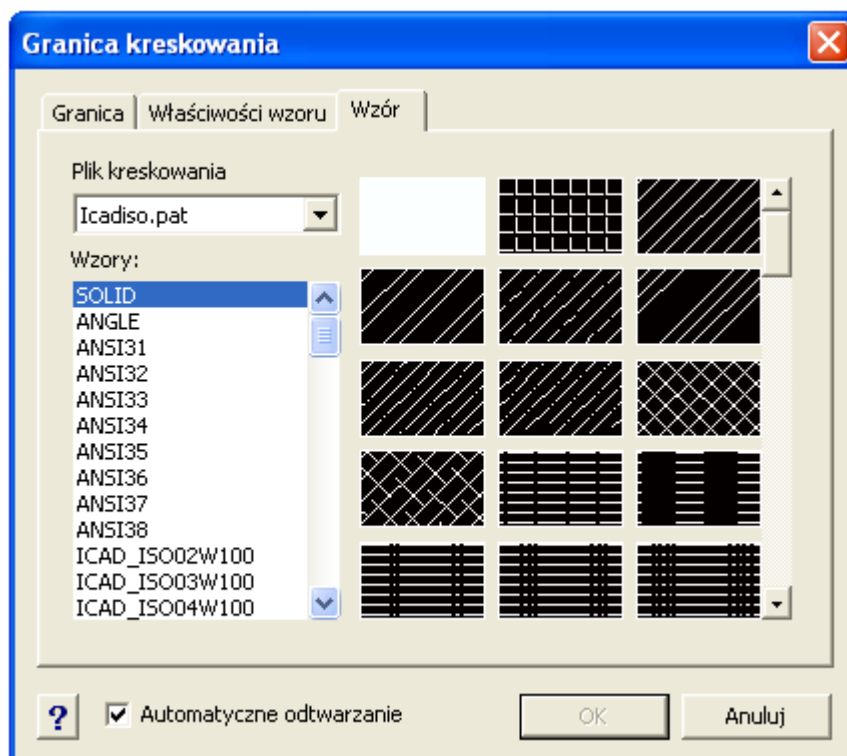 Granica kreskowania
Granica
Właściwości wzoru
Wzór
Plik kreskowania
Icadiso.pat
Wzory:
SOLID
ANGLE
ANSI31
ANSI32
ANSI33
ANSI34
ANSI35
ANSI36
ANSI37
ANSI38
ICAD_ISO02W100
ICAD_ISO03W100
ICAD_ISO04W100
?
Automatyczne odtwarzanie
OK
Anuluj